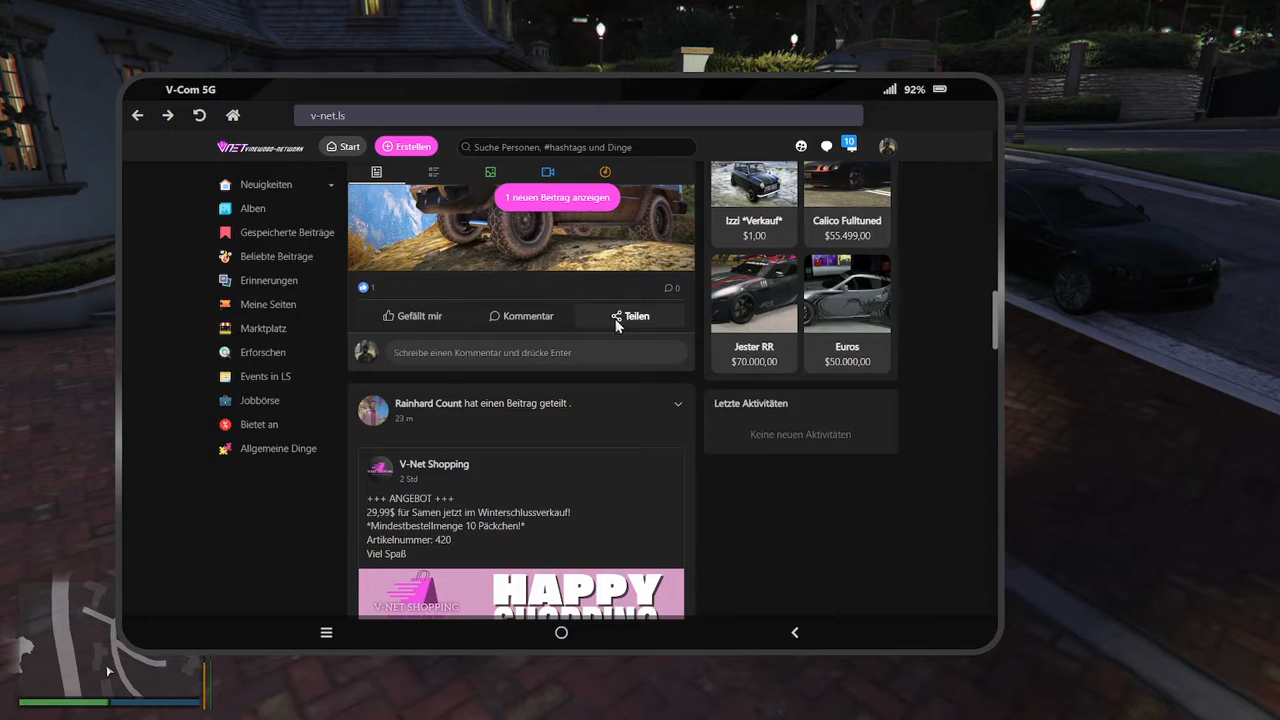 V-Com 5G
92%
v-net.ls
VNET VINEWOOD-NETWORK
Start
Erstellen
Suche Personen, #hashtags und Dinge
10
Neuigkeiten
Alben
Gespeicherte Beiträge
Beliebte Beiträge
Erinnerungen
Meine Seiten
Marktplatz
Erforschen
Events in LS
Jobbörse
Bietet an
Allgemeine Dinge
1 neuen Beitrag anzeigen
1
0
Gefällt mir
Kommentar
Teilen
Schreibe einen Kommentar und drücke Enter
Rainhard Count hat einen Beitrag geteilt .
23 m
V-Net Shopping
2 Std
+++ ANGEBOT +++
29,99$ für Samen jetzt im Winterschlussverkauf!
*Mindestbestellmenge 10 Päckchen!*
Artikelnummer: 420
Viel Spaß
V-NET SHOPPING
HAPPY
SHOPPING
Izzi *Verkauf*
$1,00
Calico Fulltuned
$55.499,00
Jester RR
$70.000,00
Euros
$50.000,00
Letzte Aktivitäten
Keine neuen Aktivitäten